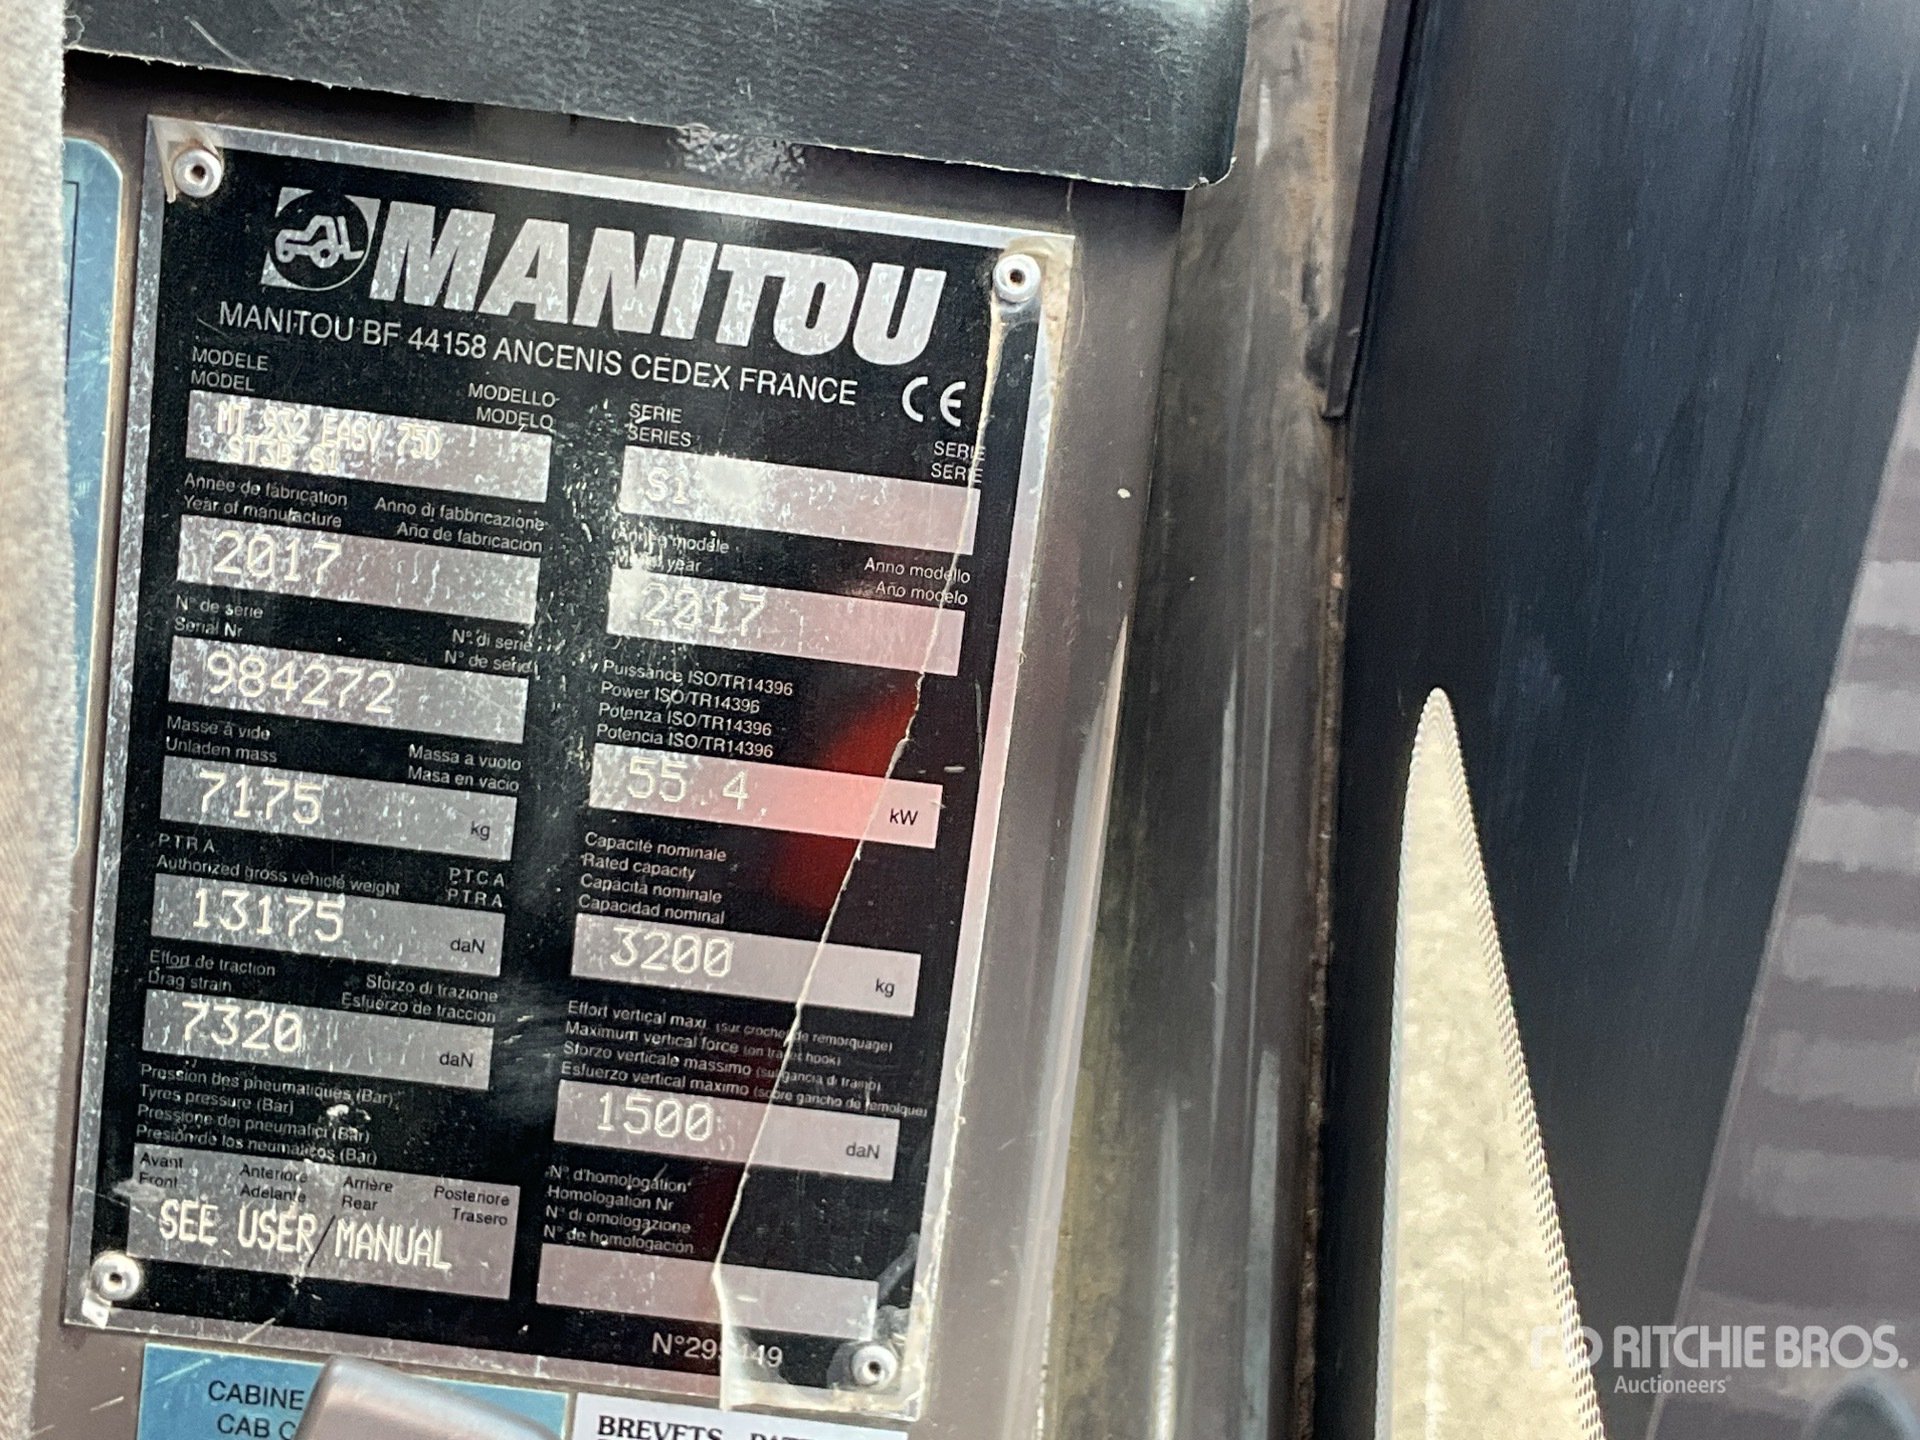 MANITOU
MANITOU BF 44158 ANCENIS CEDEX FRANCE
CE
MODELE
MODEL
MODELLO
MODELO
MT 932 EASY 75D
ST3B S1
SERIE
SERIES
SERIE
SERIE
S1
Année de fabrication
Year of manufacture
Anno di fabbricazione
Año de fabricación
2017
Année modèle
Model year
Anno modello
Año modelo
2017
N° de série
Serial Nr
N° di serie
N° de serie
984272
Puissance ISO/TR14396
Power ISO/TR14396
Potenza ISO/TR14396
Potencia ISO/TR14396
55 4 kW
Masse à vide
Unladen mass
Massa a vuoto
Masa en vacio
7175 kg
Capacité nominale
Rated capacity
Capacità nominale
Capacidad nominal
3200 kg
P.T.R.A
Authorized gross vehicle weight
P.T.C.A
P.T.R.A
13175 daN
Effort de traction
Drag strain
Sforzo di trazione
Esfuerzo de traccion
7320 daN
Effort vertical maxi (sur crochet de remorquage)
Maximum vertical force (on trailer hook)
Sforzo verticale massimo (sul gancia di traino)
Esfuerzo vertical maximo (sobre gancho de remolque)
1500 daN
Pression des pneumatiques (Bar)
Tyres pressure (Bar)
Pressione dei pneumatici (Bar)
Presión de los neumáticos (Bar)
Avant
Front
Anteriore
Adelante
Arrière
Rear
Posteriore
Trasero
SEE USER/MANUAL
N° d'homologation
Homologation Nr
N° di omologazione
N° de homologación
CABINE
CAB
BREVETS
RITCHIE BROS.
Auctioneers